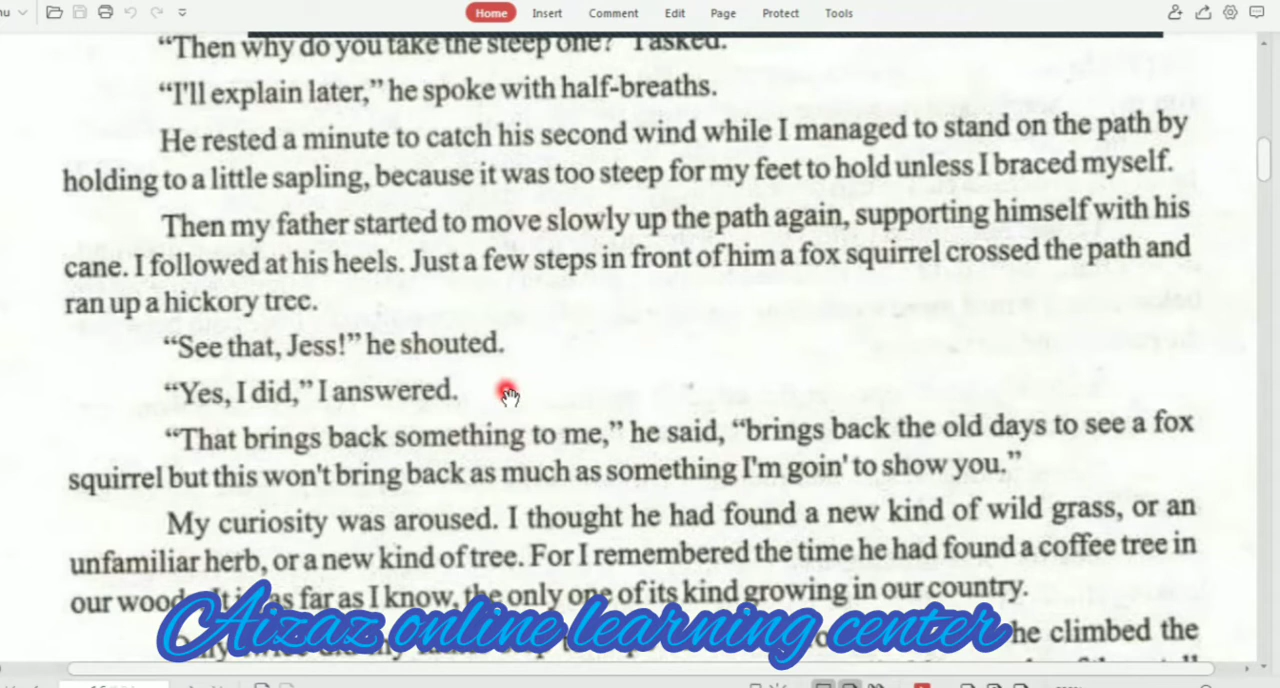 Home Insert Comment Edit Page Protect Tools
“Then why do you take the steep one?” I asked.
“I'll explain later,” he spoke with half-breaths.
He rested a minute to catch his second wind while I managed to stand on the path by
holding to a little sapling, because it was too steep for my feet to hold unless I braced myself.
Then my father started to move slowly up the path again, supporting himself with his
cane. I followed at his heels. Just a few steps in front of him a fox squirrel crossed the path and
ran up a hickory tree.
“See that, Jess!” he shouted.
“Yes, I did,” I answered.
“That brings back something to me,” he said, “brings back the old days to see a fox
squirrel but this won't bring back as much as something I'm goin' to show you.”
My curiosity was aroused. I thought he had found a new kind of wild grass, or an
unfamiliar herb, or a new kind of tree. For I remembered the time he had found a coffee tree in
our wood. It is as far as I know, the only one of its kind growing in our country.
Aizaz online learning center
he climbed the